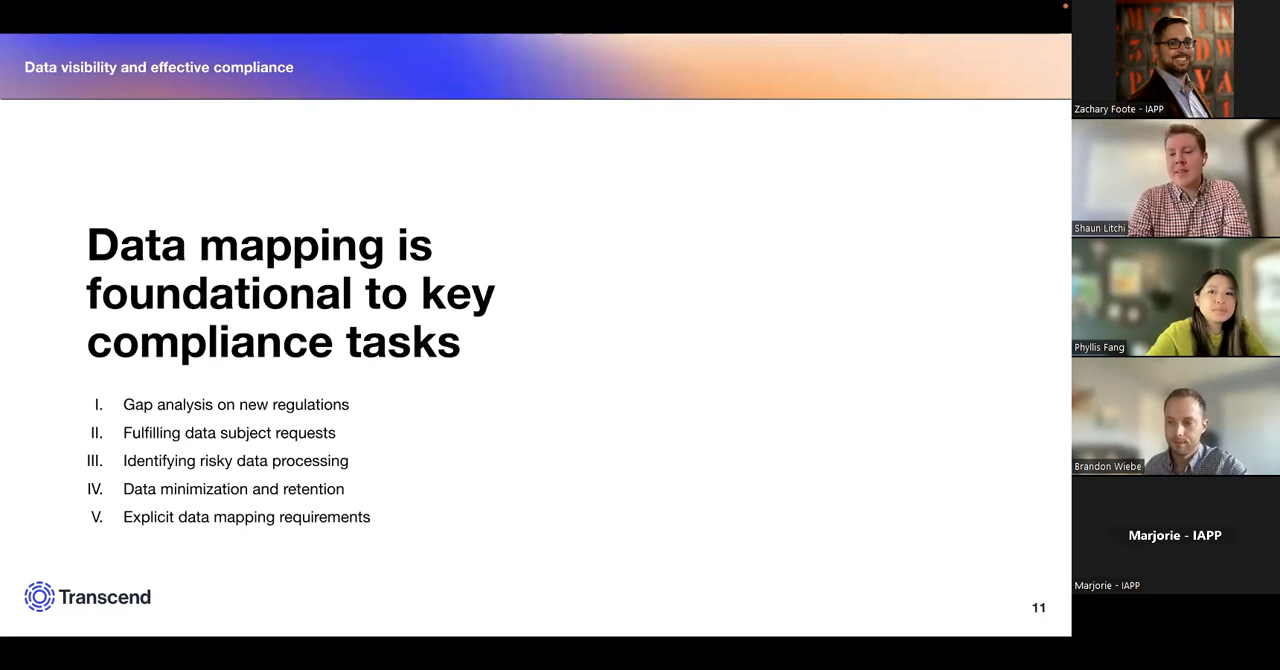 Data visibility and effective compliance
Data mapping is
foundational to key
compliance tasks
I. Gap analysis on new regulations
II. Fulfilling data subject requests
III. Identifying risky data processing
IV. Data minimization and retention
V. Explicit data mapping requirements
Transcend
11
Zachary Foote - IAPP
Shaun Litchi
Phyllis Fang
Brandon Wiebe
Marjorie - IAPP
Marjorie - IAPP